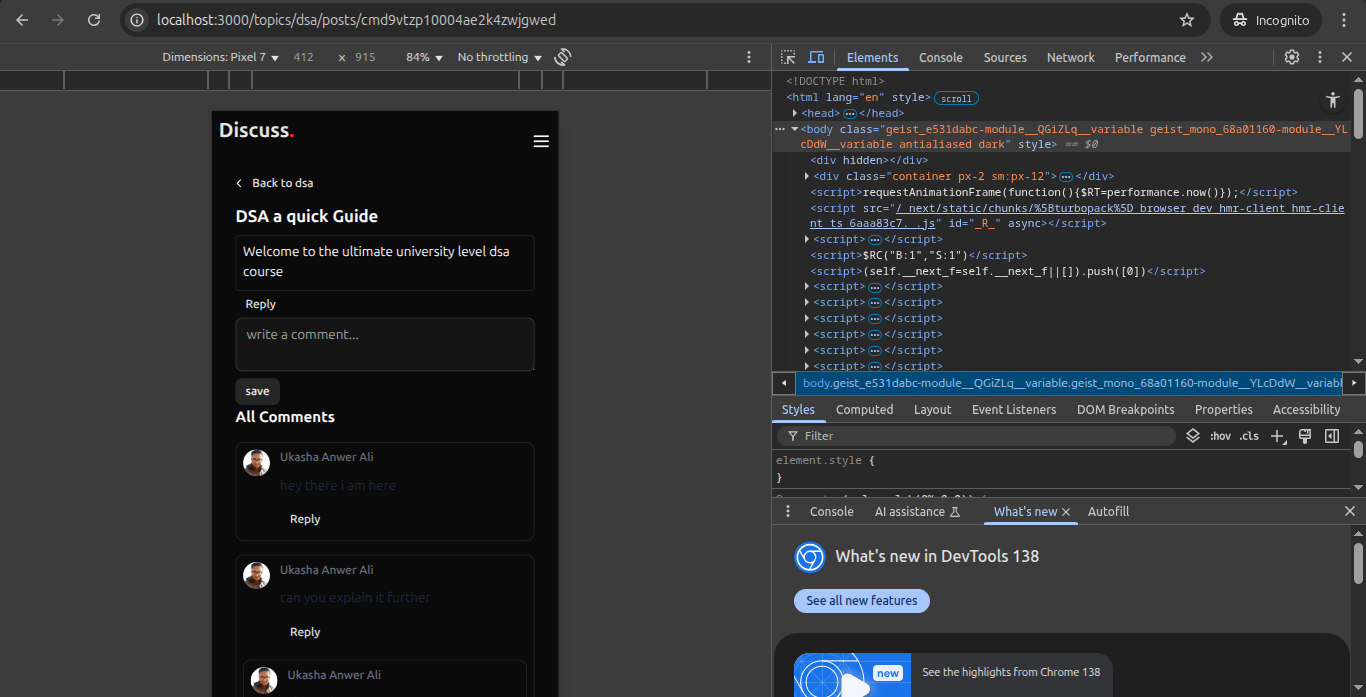 localhost:3000/topics/dsa/posts/cmd9vtzp10004ae2k4zwjgwed
Incognito
Dimensions: Pixel 7 412 x 915 84% No throttling
Elements Console Sources Network Performance
Discuss.
Back to dsa
DSA a quick Guide
Welcome to the ultimate university level dsa
course
Reply
write a comment...
save
All Comments
Ukasha Anwer Ali
hey there i am here
Reply
Ukasha Anwer Ali
can you explain it further
Reply
Ukasha Anwer Ali
<!DOCTYPE html>
<html lang="en" style> scroll
<head> ... </head>
... <body class="geist_e531dabc-module__QGiZLq__variable geist_mono_68a01160-module__YL
cDdW__variable antialiased dark" style> == $0
<div hidden></div>
<div class="container px-2 sm:px-12"> ... </div>
<script>requestAnimationFrame(function(){$RT=performance.now()});</script>
<script src="/_next/static/chunks/%5Bturbopack%5D_browser_dev_hmr-client_hmr-clie
nt_ts_6aaa83c7._.js" id="_R_" async></script>
<script> ... </script>
<script>$RC("B:1","S:1")</script>
<script>(self.__next_f=self.__next_f||[]).push([0])</script>
<script> ... </script>
<script> ... </script>
<script> ... </script>
<script> ... </script>
<script> ... </script>
<script> ... </script>
body.geist_e531dabc-module__QGiZLq__variable.geist_mono_68a01160-module__YLcDdW__variabl
Styles Computed Layout Event Listeners DOM Breakpoints Properties Accessibility
Filter :hov .cls
element.style {
}
Console AI assistance What's new Autofill
What's new in DevTools 138
See all new features
new See the highlights from Chrome 138